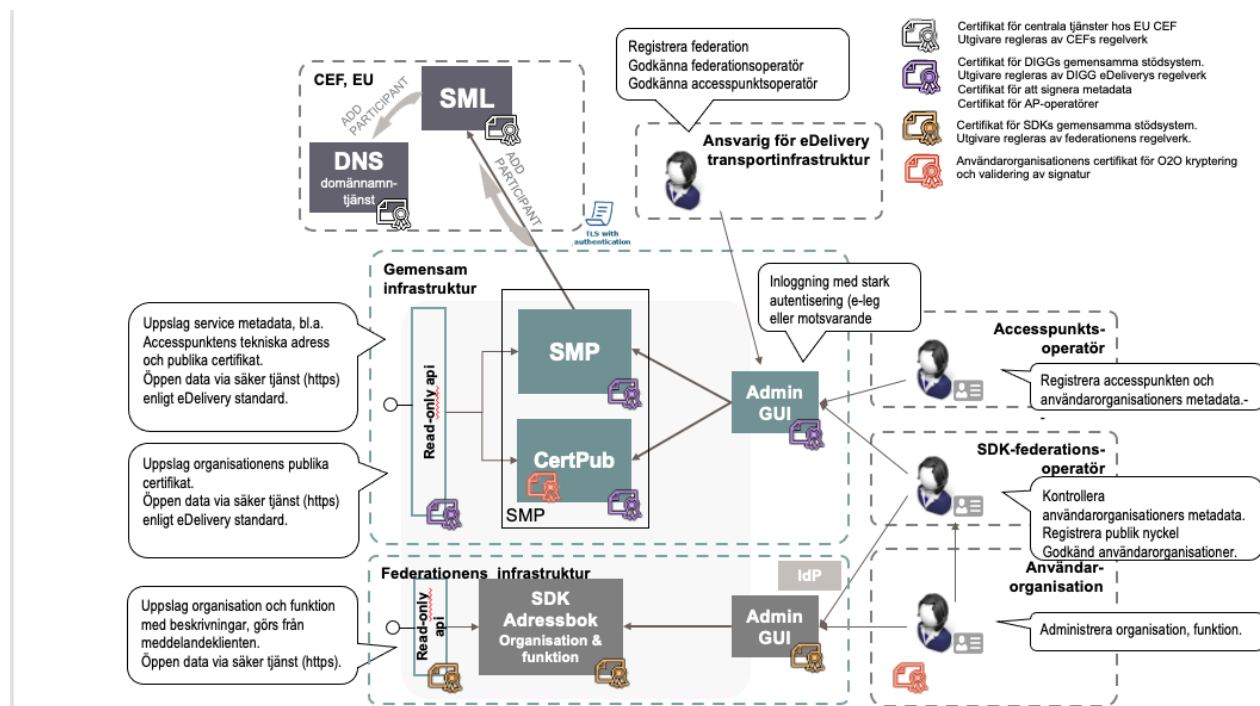 Certifikat för centrala tjänster hos EU CEF
Utgivare regleras av CEFs regelverk
Certifikat för DIGGs gemensamma stödsystem.
Utgivare regleras av DIGG eDeliverys regelverk
Certifikat för att signera metadata
Certifikat för AP-operatörer
Certifikat för SDKs gemensamma stödsystem.
Utgivare regleras av federationens regelverk.
Användarorganisationens certifikat för O2O kryptering
och validering av signatur
Registrera federation
Godkänna federationsoperatör
Godkänna accesspunktsoperatör
CEF, EU
ADD
PARTICIPANT
SML
DNS
domännamn-
tjänst
ADD
PARTICIPANT
TLS with
authentication
Ansvarig för eDelivery
transportinfrastruktur
Gemensam
infrastruktur
Inloggning med stark
autentisering (e-leg
eller motsvarande
Uppslag service metadata, bl.a.
Accesspunktens tekniska adress
och publika certifikat.
Öppen data via säker tjänst (https)
enligt eDelivery standard.
Read-only api
SMP
CertPub
SMP
Admin
GUI
Accesspunkts-
operatör
Registrera accesspunkten och
användarorganisationers metadata.-
-
Uppslag organisationens publika
certifikat.
Öppen data via säker tjänst (https)
enligt eDelivery standard.
SDK-federations-
operatör
Kontrollera
användarorganisationers metadata.
Registrera publik nyckel
Godkänd användarorganisationer.
Federationens infrastruktur
IdP
Användar-
organisation
Uppslag organisation och funktion
med beskrivningar, görs från
meddelandeklienten.
Öppen data via säker tjänst (https).
Read-only
api
SDK
Adressbok
Organisation &
funktion
Admin
GUI
Administrera organisation, funktion.